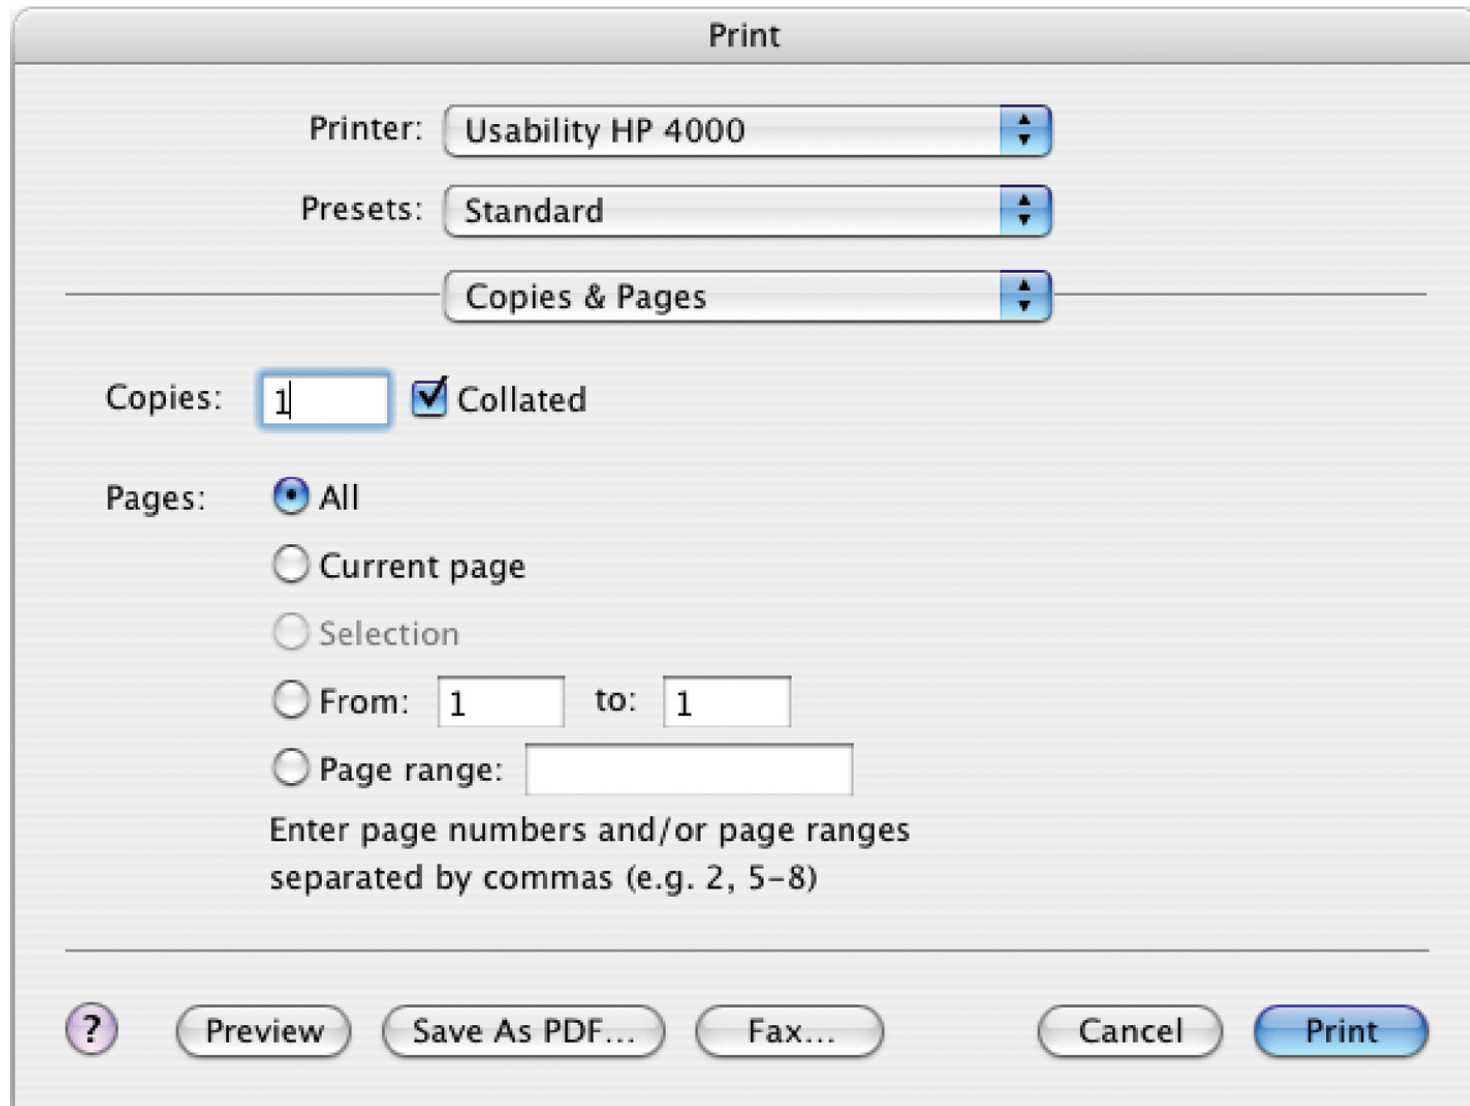 Print
Printer: Usability HP 4000
Presets: Standard
Copies & Pages
Copies: 1 Collated
Pages: All
Current page
Selection
From: 1 to: 1
Page range:
Enter page numbers and/or page ranges
separated by commas (e.g. 2, 5-8)
? Preview Save As PDF... Fax... Cancel Print